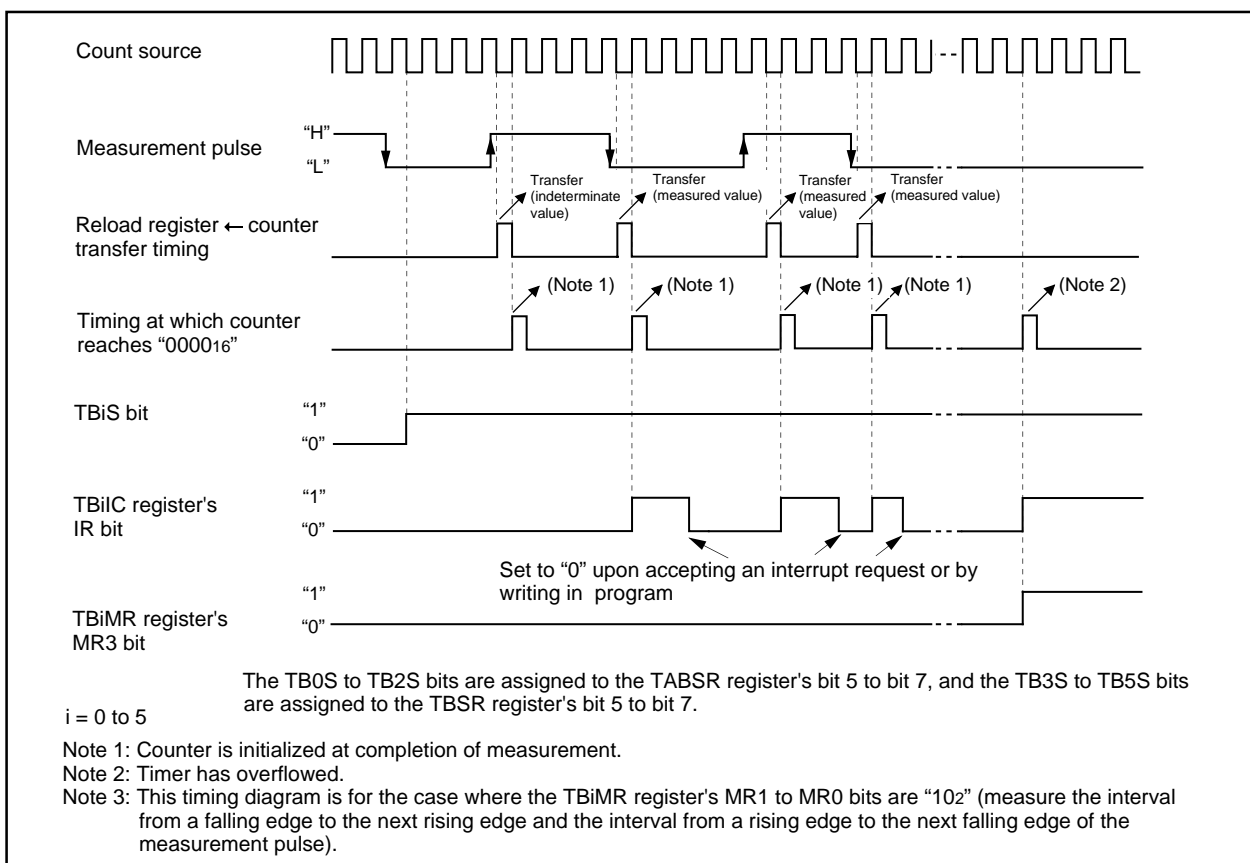 Count source
Measurement pulse
“H”
“L”
Transfer
(indeterminate
value)
Transfer
(measured value)
Transfer
(measured
value)
Transfer
(measured value)
Reload register ← counter
transfer timing
(Note 1)
(Note 1)
(Note 1)
(Note 1)
(Note 2)
Timing at which counter
reaches “000016”
TBiS bit
“1”
“0”
TBiIC register's
IR bit
“1”
“0”
Set to “0” upon accepting an interrupt request or by
writing in program
TBiMR register's
MR3 bit
“1”
“0”
The TB0S to TB2S bits are assigned to the TABSR register's bit 5 to bit 7, and the TB3S to TB5S bits
are assigned to the TBSR register's bit 5 to bit 7.
i = 0 to 5
Note 1: Counter is initialized at completion of measurement.
Note 2: Timer has overflowed.
Note 3: This timing diagram is for the case where the TBiMR register's MR1 to MR0 bits are “102” (measure the interval
from a falling edge to the next rising edge and the interval from a rising edge to the next falling edge of the
measurement pulse).